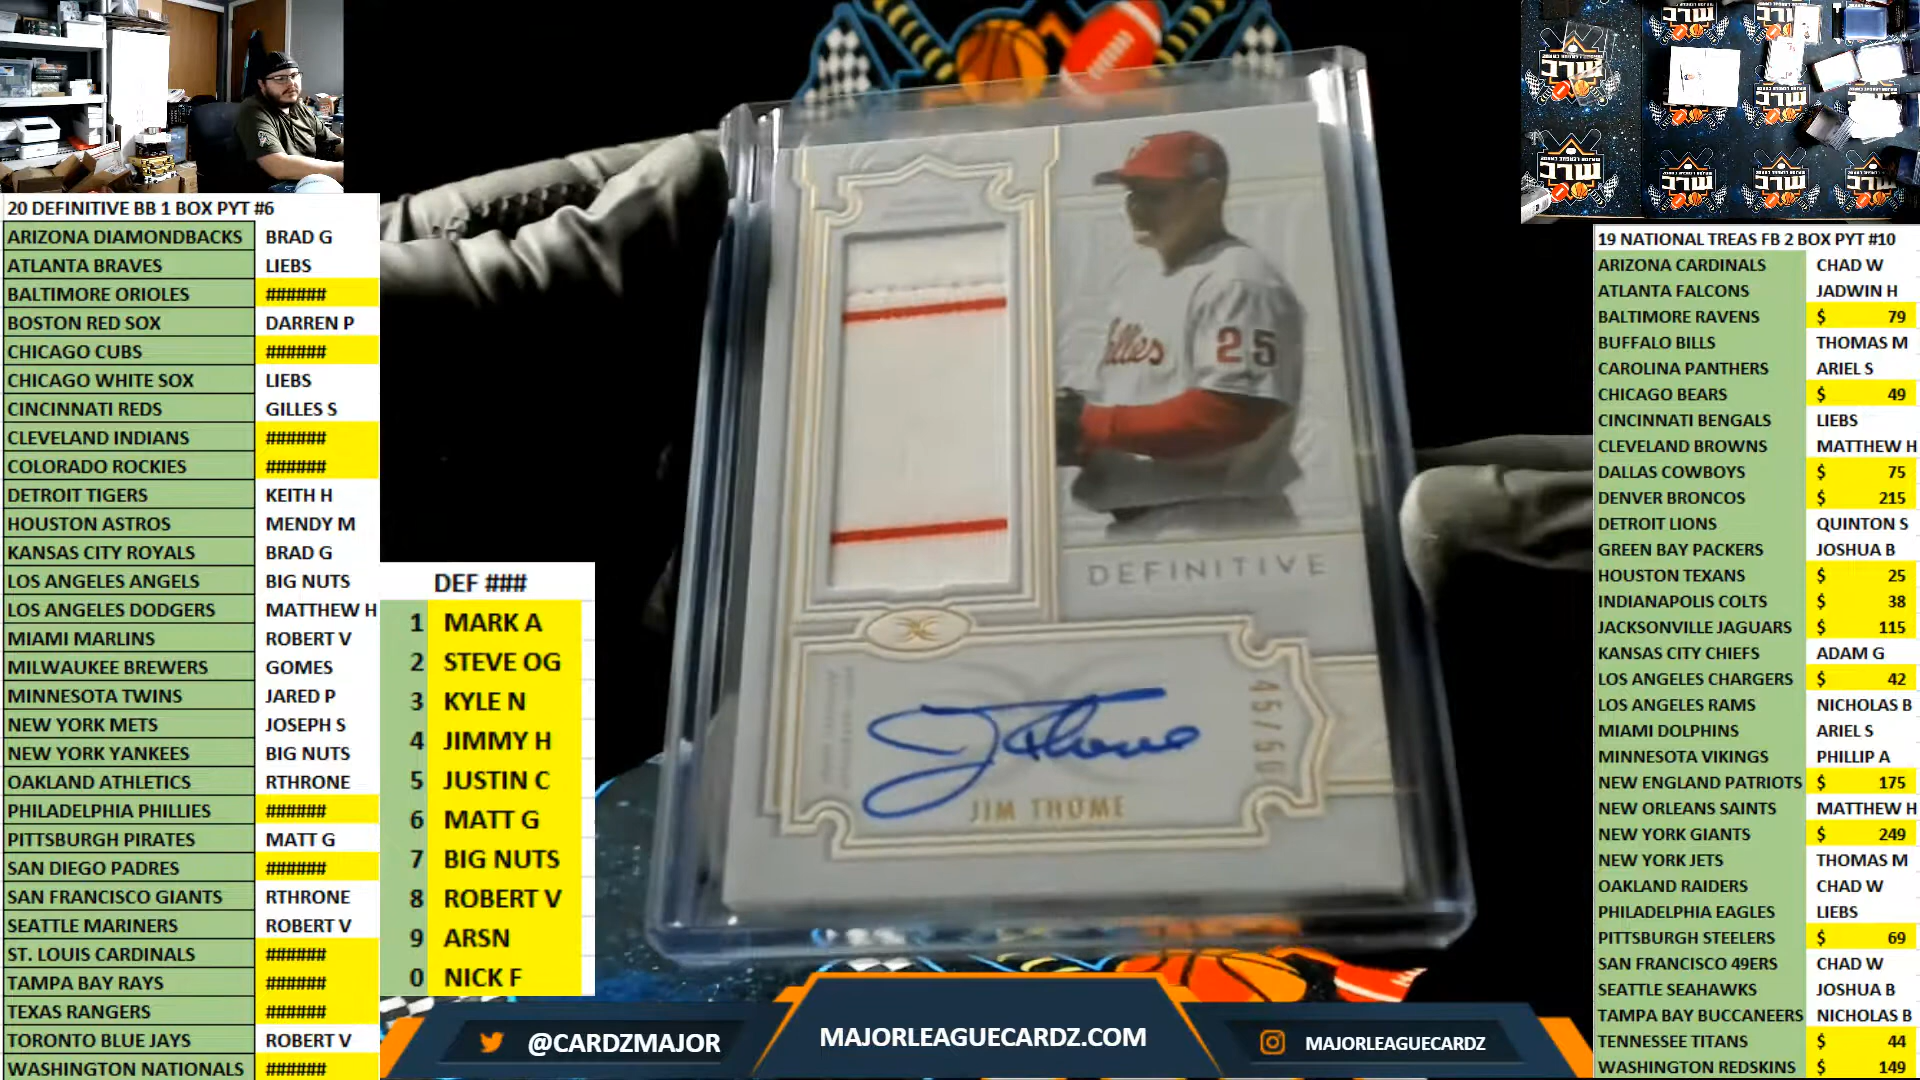 20 DEFINITIVE BB 1 BOX PYT #6
ARIZONA DIAMONDBACKS BRAD G
ATLANTA BRAVES LIEBS
BALTIMORE ORIOLES ######
BOSTON RED SOX DARREN P
CHICAGO CUBS ######
CHICAGO WHITE SOX LIEBS
CINCINNATI REDS GILLES S
CLEVELAND INDIANS ######
COLORADO ROCKIES ######
DETROIT TIGERS KEITH H
HOUSTON ASTROS MENDY M
KANSAS CITY ROYALS BRAD G
LOS ANGELES ANGELS BIG NUTS
LOS ANGELES DODGERS MATTHEW H
MIAMI MARLINS ROBERT V
MILWAUKEE BREWERS GOMES
MINNESOTA TWINS JARED P
NEW YORK METS JOSEPH S
NEW YORK YANKEES BIG NUTS
OAKLAND ATHLETICS RTHRONE
PHILADELPHIA PHILLIES ######
PITTSBURGH PIRATES MATT G
SAN DIEGO PADRES ######
SAN FRANCISCO GIANTS RTHRONE
SEATTLE MARINERS ROBERT V
ST. LOUIS CARDINALS ######
TAMPA BAY RAYS ######
TEXAS RANGERS ######
TORONTO BLUE JAYS ROBERT V
WASHINGTON NATIONALS ######
DEF ###
1 MARK A
2 STEVE OG
3 KYLE N
4 JIMMY H
5 JUSTIN C
6 MATT G
7 BIG NUTS
8 ROBERT V
9 ARSN
0 NICK F
25
DEFINITIVE
J Thome
45/50
JIM THOME
@CARDZMAJOR
MAJORLEAGUECARDZ.COM
MAJORLEAGUECARDZ
19 NATIONAL TREAS FB 2 BOX PYT #10
ARIZONA CARDINALS CHAD W
ATLANTA FALCONS JADWIN H
BALTIMORE RAVENS $ 79
BUFFALO BILLS THOMAS M
CAROLINA PANTHERS ARIEL S
CHICAGO BEARS $ 49
CINCINNATI BENGALS LIEBS
CLEVELAND BROWNS MATTHEW H
DALLAS COWBOYS $ 75
DENVER BRONCOS $ 215
DETROIT LIONS QUINTON S
GREEN BAY PACKERS JOSHUA B
HOUSTON TEXANS $ 25
INDIANAPOLIS COLTS $ 38
JACKSONVILLE JAGUARS $ 115
KANSAS CITY CHIEFS ADAM G
LOS ANGELES CHARGERS $ 42
LOS ANGELES RAMS NICHOLAS B
MIAMI DOLPHINS ARIEL S
MINNESOTA VIKINGS PHILLIP A
NEW ENGLAND PATRIOTS $ 175
NEW ORLEANS SAINTS MATTHEW H
NEW YORK GIANTS $ 249
NEW YORK JETS THOMAS M
OAKLAND RAIDERS CHAD W
PHILADELPHIA EAGLES LIEBS
PITTSBURGH STEELERS $ 69
SAN FRANCISCO 49ERS CHAD W
SEATTLE SEAHAWKS JOSHUA B
TAMPA BAY BUCCANEERS NICHOLAS B
TENNESSEE TITANS $ 44
WASHINGTON REDSKINS $ 149